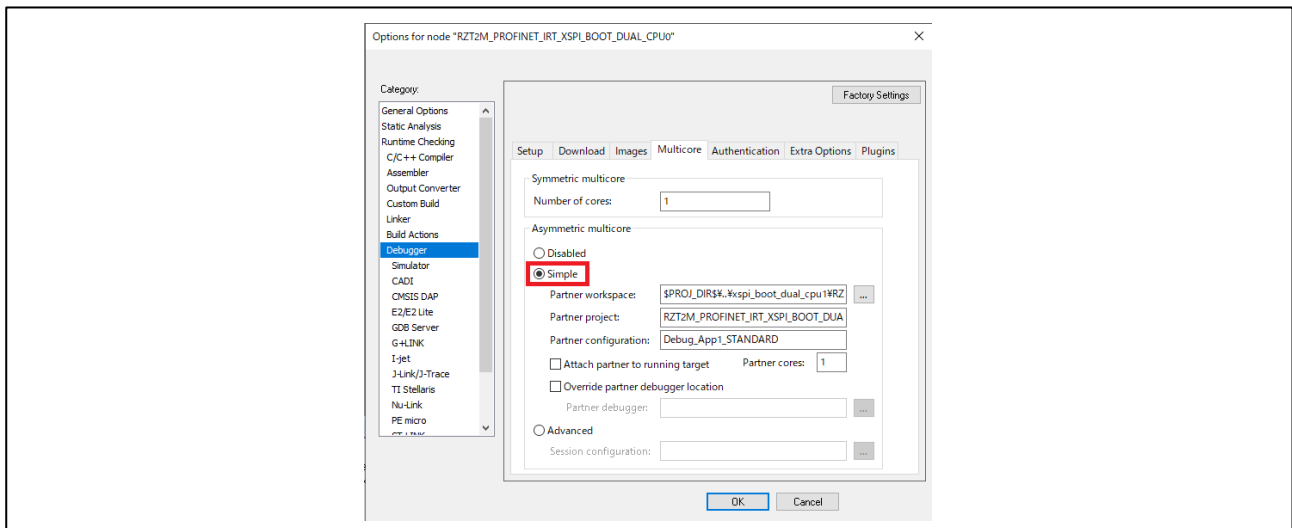 Options for node "RZT2M_PROFINET_IRT_XSPI_BOOT_DUAL_CPU0"
Category:
General Options
Static Analysis
Runtime Checking
C/C++ Compiler
Assembler
Output Converter
Custom Build
Linker
Build Actions
Debugger
Simulator
CADI
CMSIS DAP
E2/E2 Lite
GDB Server
G+LINK
I-jet
J-Link/J-Trace
TI Stellaris
Nu-Link
PE micro
Factory Settings
Setup Download Images Multicore Authentication Extra Options Plugins
Symmetric multicore
Number of cores: 1
Asymmetric multicore
Disabled
Simple
Partner workspace: $PROJ_DIR$¥..¥xspi_boot_dual_cpu1¥RZ ...
Partner project: RZT2M_PROFINET_IRT_XSPI_BOOT_DUA
Partner configuration: Debug_App1_STANDARD
Attach partner to running target Partner cores: 1
Override partner debugger location
Partner debugger: ...
Advanced
Session configuration: ...
OK Cancel